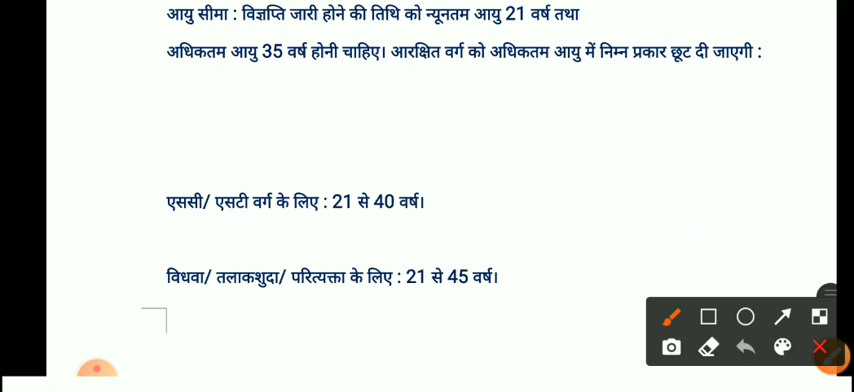 आयु सीमा : विज्ञप्ति जारी होने की तिथि को न्यूनतम आयु 21 वर्ष तथा
अधिकतम आयु 35 वर्ष होनी चाहिए। आरक्षित वर्ग को अधिकतम आयु में निम्न प्रकार छूट दी जाएगी :
एससी/ एसटी वर्ग के लिए : 21 से 40 वर्ष।
विधवा/ तलाकशुदा/ परित्यक्ता के लिए : 21 से 45 वर्ष।